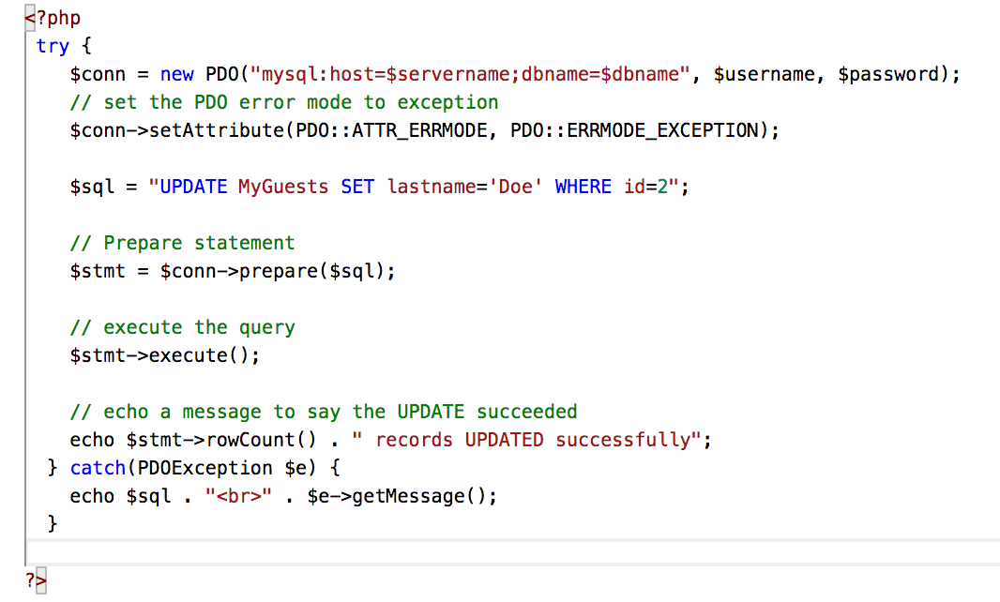 <?php
try {
$conn = new PDO("mysql:host=$servername;dbname=$dbname", $username, $password);
// set the PDO error mode to exception
$conn->setAttribute(PDO::ATTR_ERRMODE, PDO::ERRMODE_EXCEPTION);
$sql = "UPDATE MyGuests SET lastname='Doe' WHERE id=2";
// Prepare statement
$stmt = $conn->prepare($sql);
// execute the query
$stmt->execute();
// echo a message to say the UPDATE succeeded
echo $stmt->rowCount() . " records UPDATED successfully";
} catch(PDOException $e) {
echo $sql . "<br>" . $e->getMessage();
}
?>